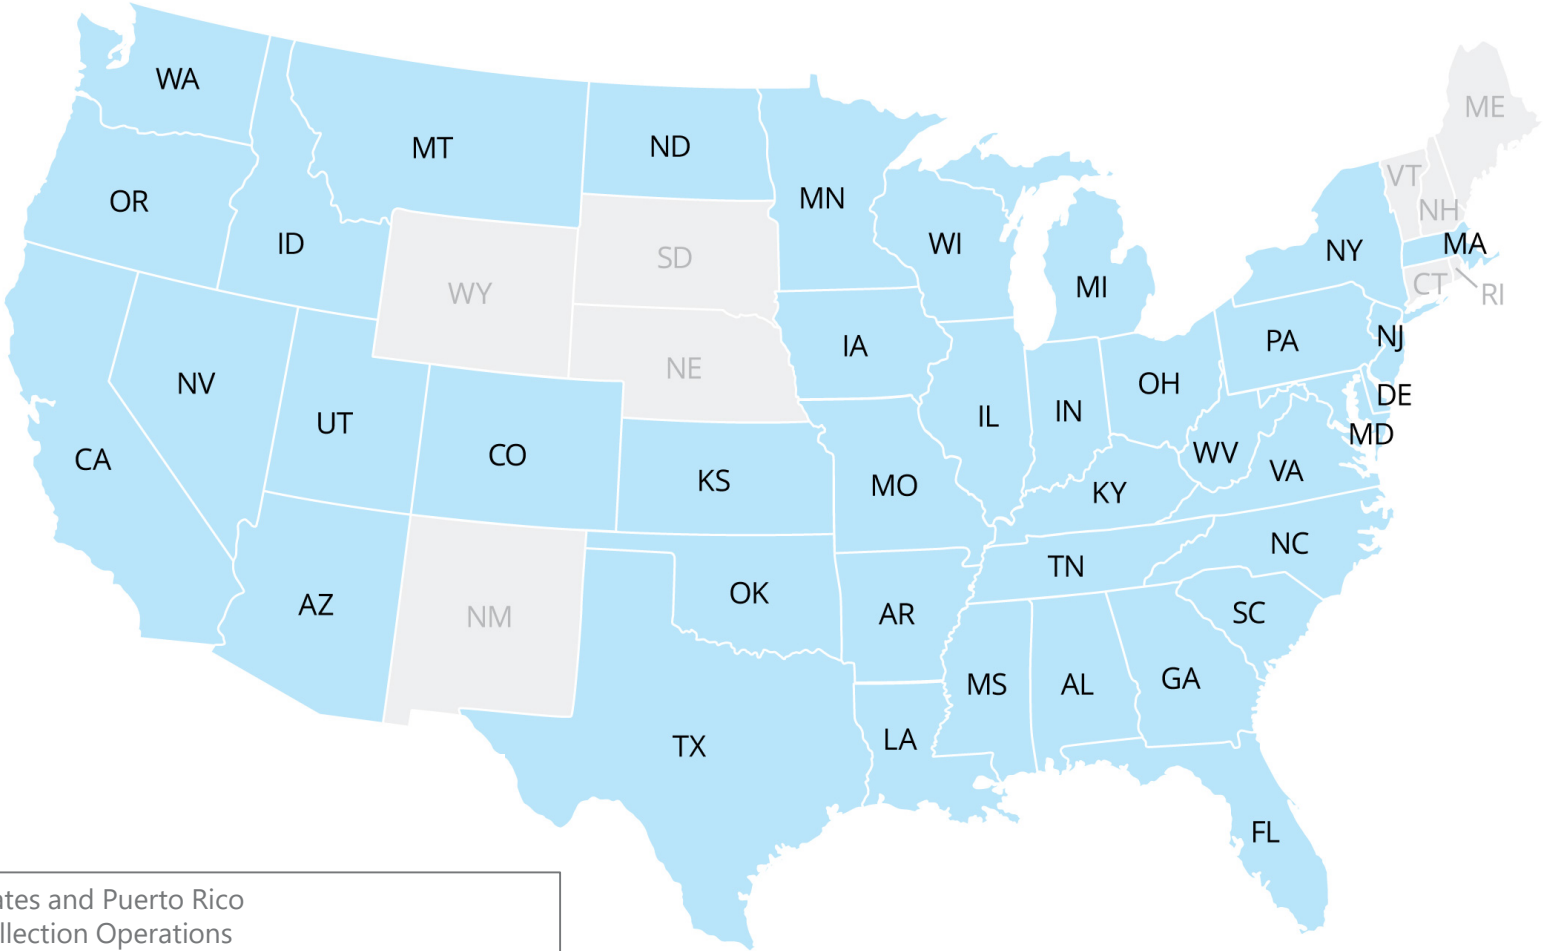 WA
MT
ND
MN
ME
OR
ID
WI
VT
NH
WY
SD
MI
NY
MA
CT
RI
NV
UT
CO
NE
IA
IL
IN
OH
PA
NJ
DE
MD
CA
KS
MO
KY
WV
VA
AZ
NM
OK
AR
TN
NC
SC
TX
LA
MS
AL
GA
FL
and Puerto Rico
Operations